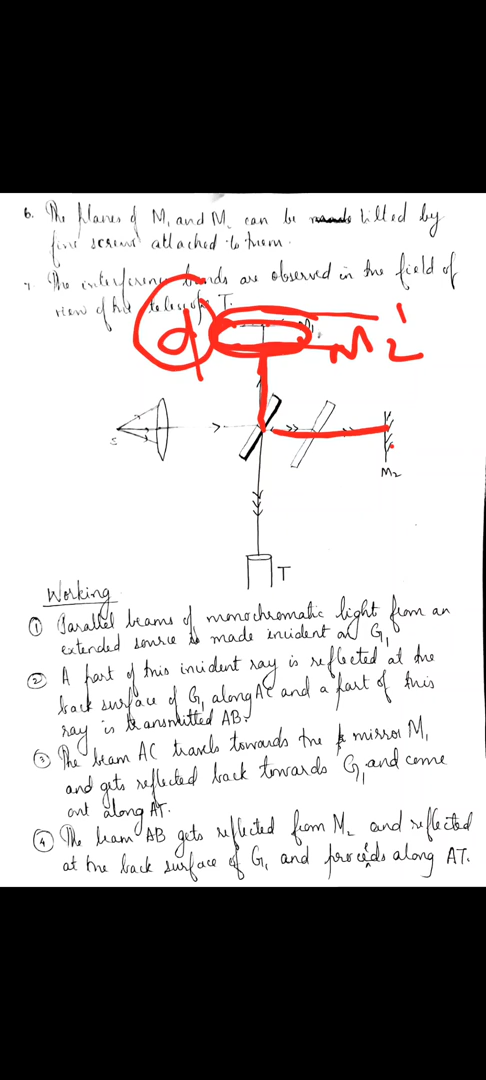 6. The planes of M1 and M2 can be tilted by
fine screws attached to them.
7. The interference bands are observed in the field of
view of the telescope T.
d
M1
M2'
S
M2
T
Working
① Parallel beams of monochromatic light from an
extended source is made incident on G1
② A part of this incident ray is reflected at the
back surface of G1 along AC and a part of this
ray is transmitted AB.
③ The beam AC travels towards the mirror M1
and gets reflected back towards G1 and come
out along AT.
④ The beam AB gets reflected from M2 and reflected
at the back surface of G1 and proceeds along AT.